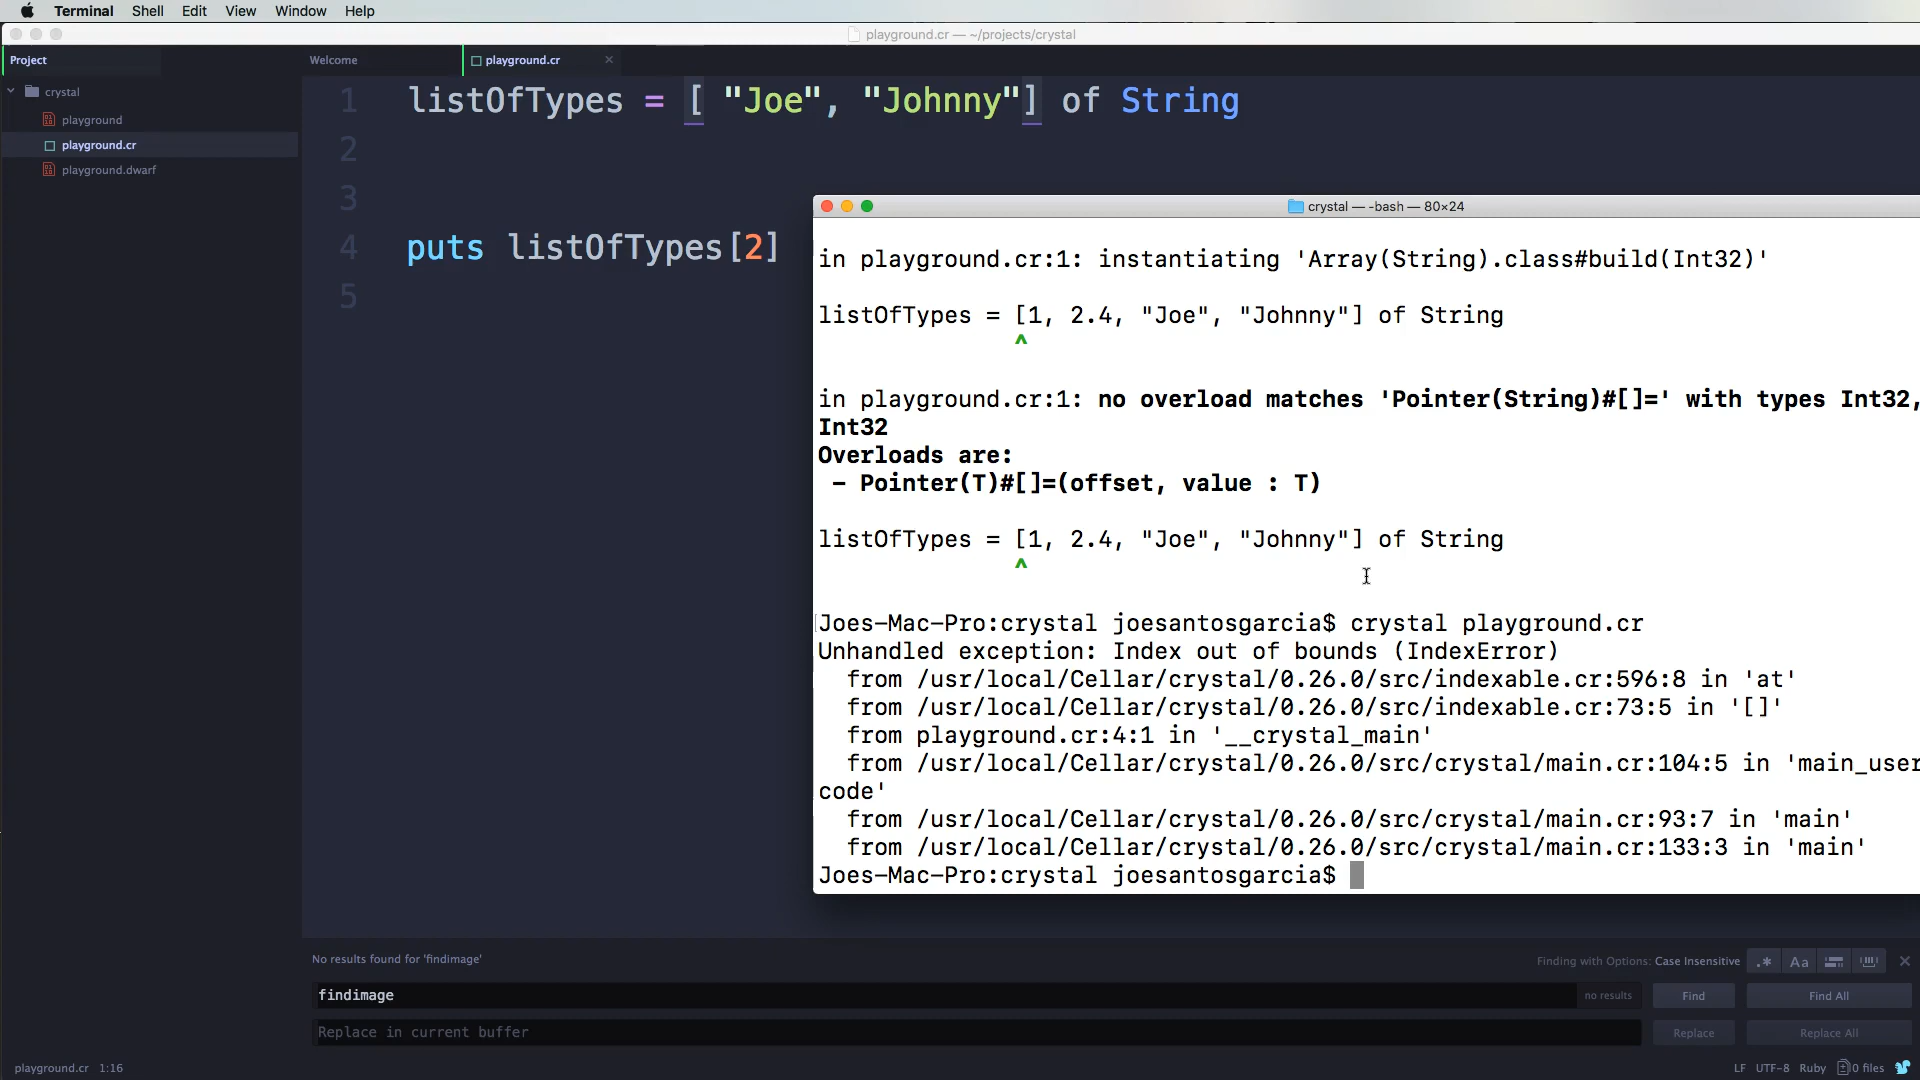 Terminal Shell Edit View Window Help
playground.cr — ~/projects/crystal
Project
Welcome
playground.cr
crystal
playground
playground.cr
playground.dwarf
1 listOfTypes = [ "Joe", "Johnny"] of String
2
3
4 puts listOfTypes[2]
5
crystal — -bash — 80×24
in playground.cr:1: instantiating 'Array(String).class#build(Int32)'
listOfTypes = [1, 2.4, "Joe", "Johnny"] of String
^
in playground.cr:1: no overload matches 'Pointer(String)#[]=' with types Int32,
Int32
Overloads are:
- Pointer(T)#[]=(offset, value : T)
listOfTypes = [1, 2.4, "Joe", "Johnny"] of String
^
Joes-Mac-Pro:crystal joesantosgarcia$ crystal playground.cr
Unhandled exception: Index out of bounds (IndexError)
from /usr/local/Cellar/crystal/0.26.0/src/indexable.cr:596:8 in 'at'
from /usr/local/Cellar/crystal/0.26.0/src/indexable.cr:73:5 in '[]'
from playground.cr:4:1 in '__crystal_main'
from /usr/local/Cellar/crystal/0.26.0/src/crystal/main.cr:104:5 in 'main_user
code'
from /usr/local/Cellar/crystal/0.26.0/src/crystal/main.cr:93:7 in 'main'
from /usr/local/Cellar/crystal/0.26.0/src/crystal/main.cr:133:3 in 'main'
Joes-Mac-Pro:crystal joesantosgarcia$
No results found for 'findimage'
Finding with Options: Case Insensitive
.* Aa
findimage
no results
Find
Find All
Replace in current buffer
Replace
Replace All
playground.cr 1:16
LF UTF-8 Ruby 0 files